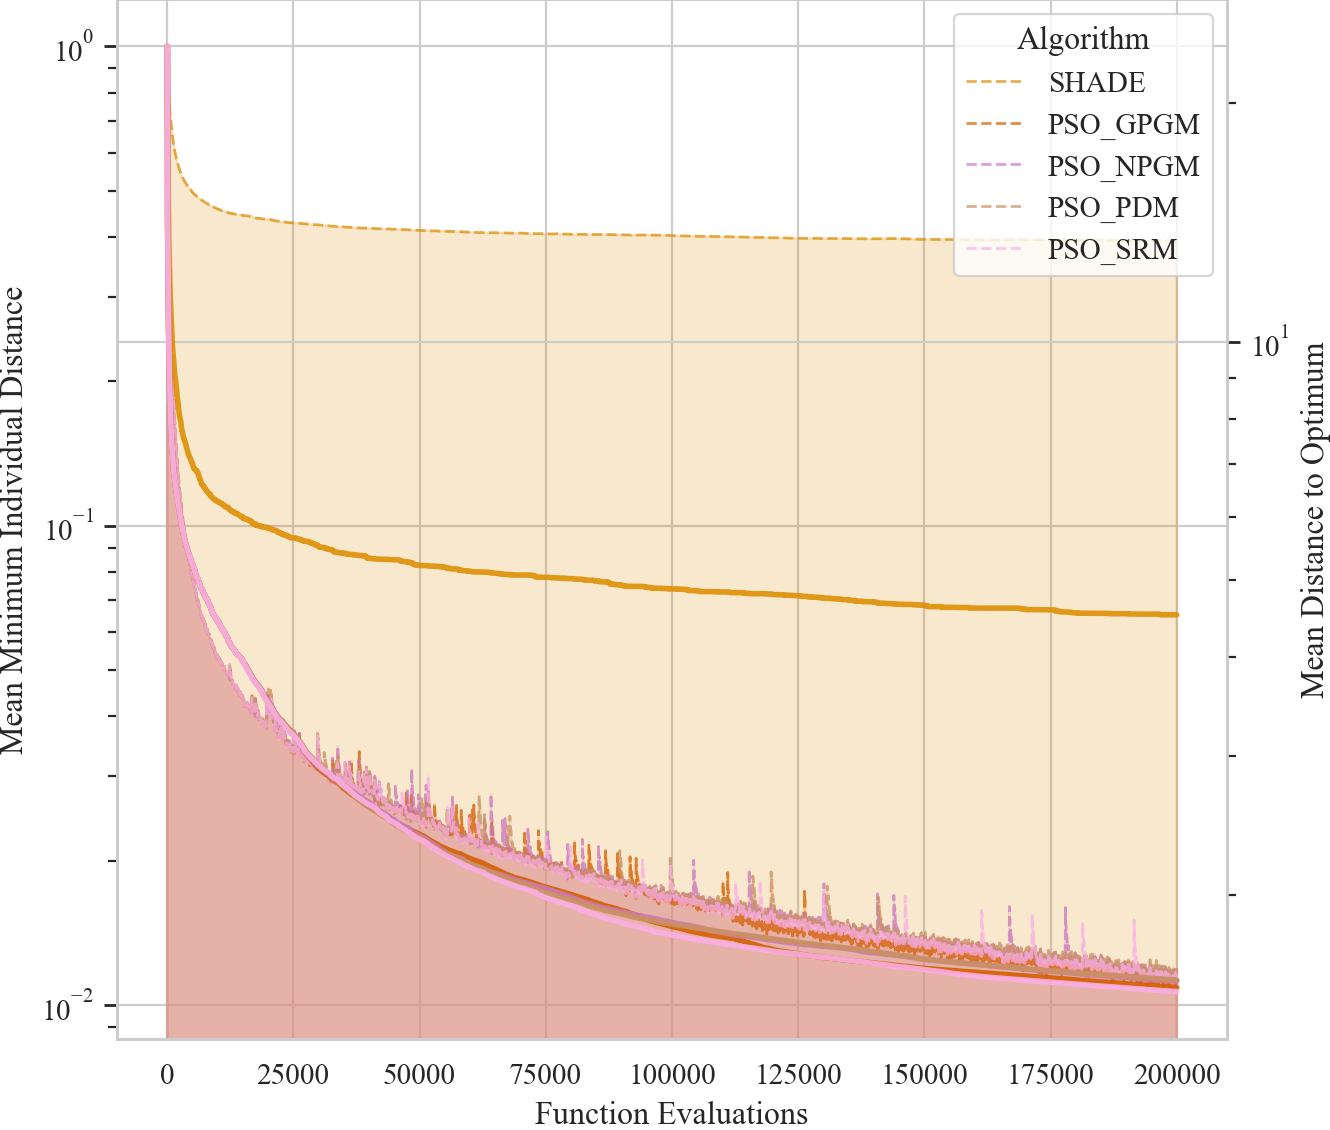 Algorithm
SHADE
PSO_GPGM
PSO_NPGM
PSO_PDM
PSO_SRM
10^0
10^−1
10^−2
Mean Minimum Individual Distance
10^1
Mean Distance to Optimum
0 25000 50000 75000 100000 125000 150000 175000 200000
Function Evaluations